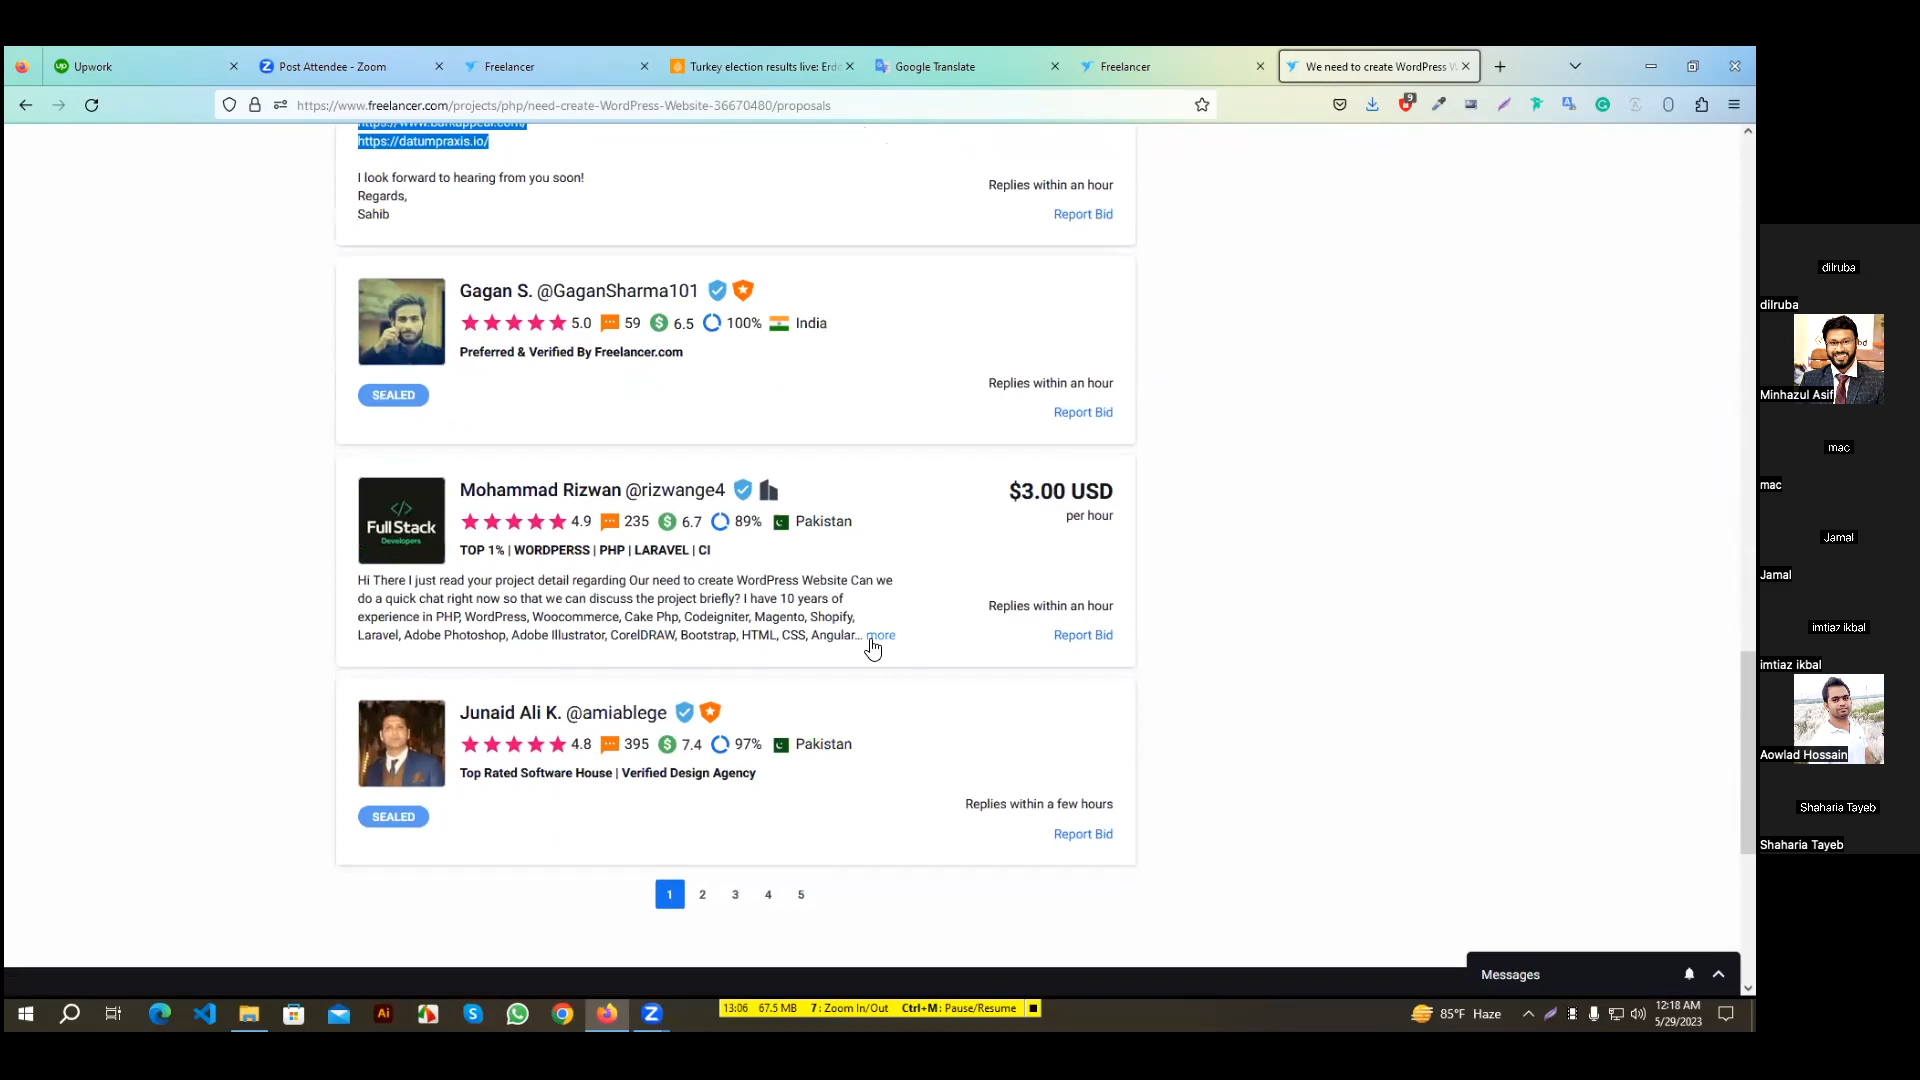 Upwork
Post Attendee - Zoom
Freelancer
Turkey election results live: Erd
Google Translate
Freelancer
We need to create WordPress W
https://www.freelancer.com/projects/php/need-create-WordPress-Website-36670480/proposals
9
https://www.barkappeal.com/
https://datumpraxis.io/
I look forward to hearing from you soon!
Regards,
Sahib
Replies within an hour
Report Bid
Gagan S. @GaganSharma101
5.0 59 6.5 100% India
Preferred & Verified By Freelancer.com
SEALED
Replies within an hour
Report Bid
Mohammad Rizwan @rizwange4
4.9 235 6.7 89% Pakistan
TOP 1% | WORDPERSS | PHP | LARAVEL | CI
$3.00 USD
per hour
</> Full Stack
Developers
Hi There I just read your project detail regarding Our need to create WordPress Website Can we
do a quick chat right now so that we can discuss the project briefly? I have 10 years of
experience in PHP, WordPress, Woocommerce, Cake Php, Codeigniter, Magento, Shopify,
Laravel, Adobe Photoshop, Adobe Illustrator, CorelDRAW, Bootstrap, HTML, CSS, Angular... more
Replies within an hour
Report Bid
Junaid Ali K. @amiablege
4.8 395 7.4 97% Pakistan
Top Rated Software House | Verified Design Agency
SEALED
Replies within a few hours
Report Bid
1 2 3 4 5
Messages
13:06 67.5 MB 7 : Zoom In/Out Ctrl+M : Pause/Resume
85°F Haze
12:18 AM
5/29/2023
dilruba
dilruba
Minhazul Asif
mac
mac
Jamal
Jamal
imtiaz ikbal
imtiaz ikbal
Aowlad Hossain
Shaharia Tayeb
Shaharia Tayeb